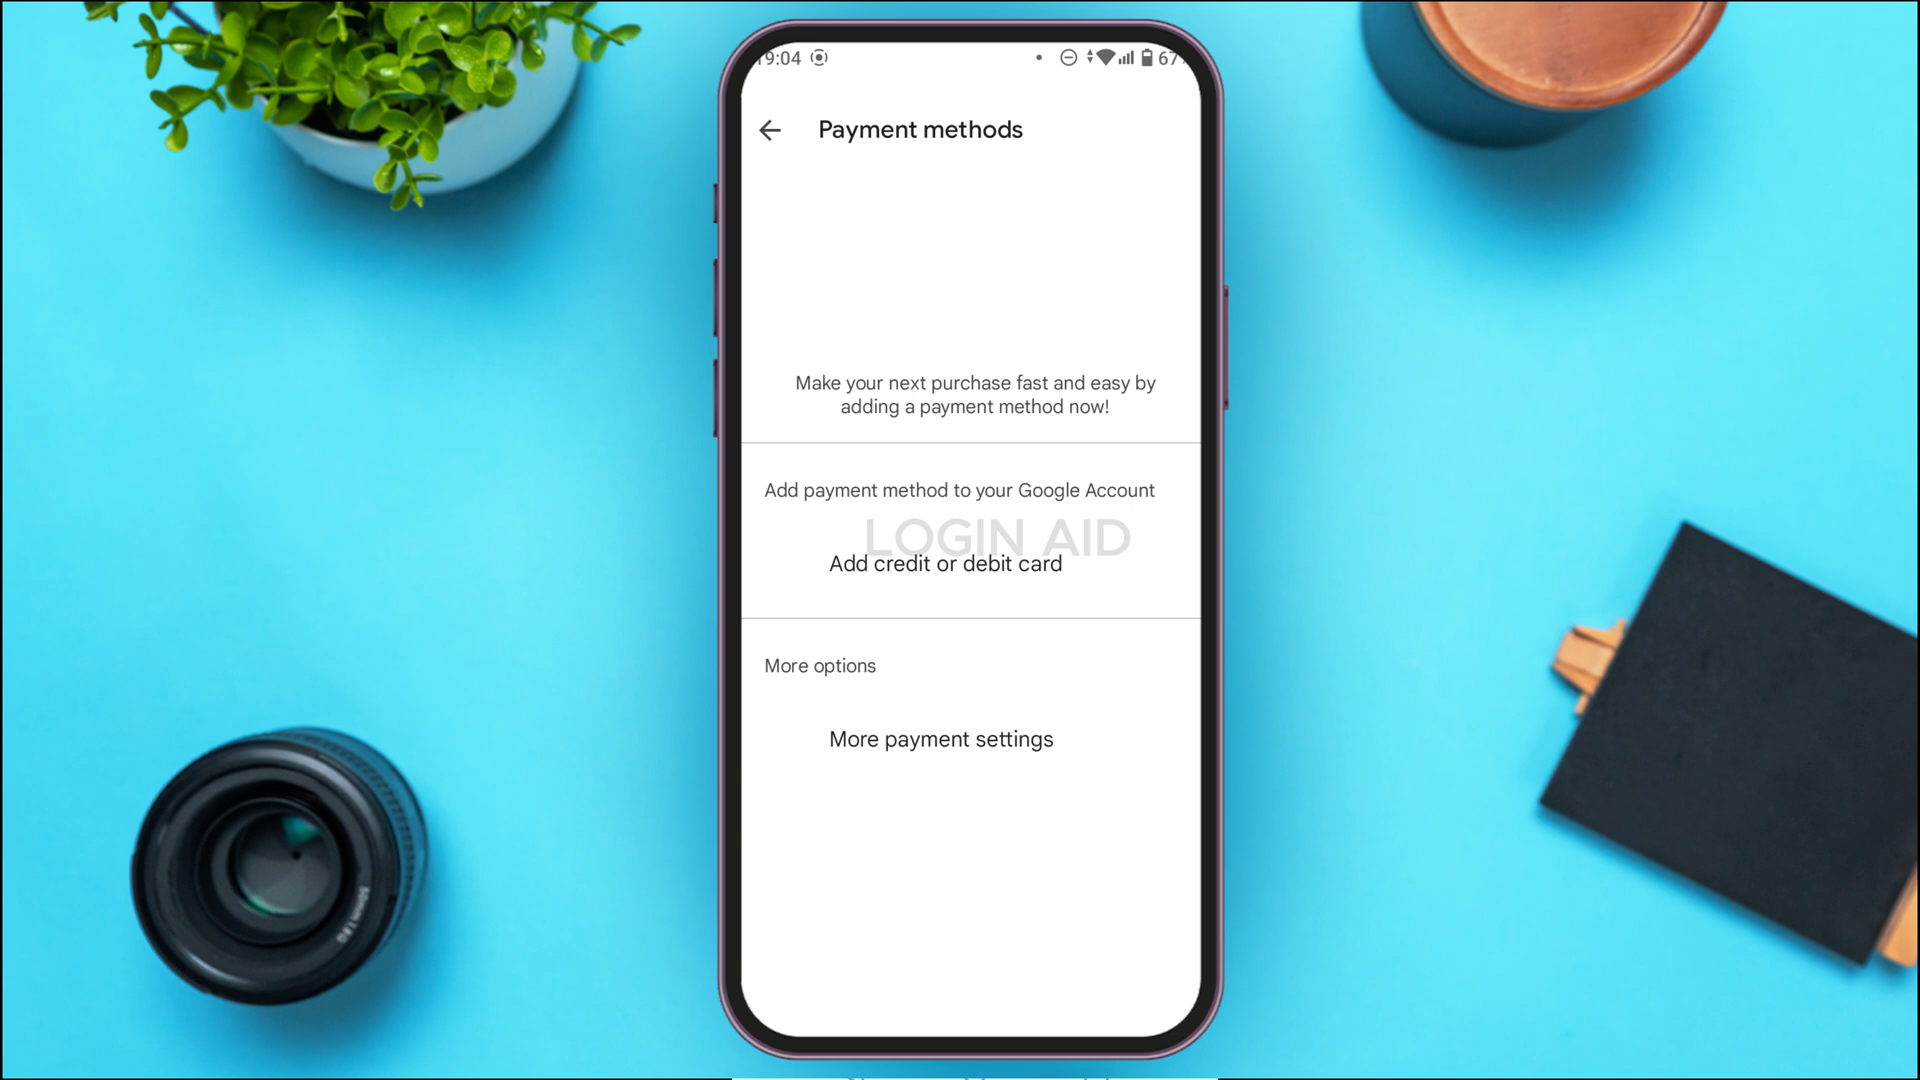 19:04
67
Payment methods
Make your next purchase fast and easy by
adding a payment method now!
Add payment method to your Google Account
LOGIN AID
Add credit or debit card
More options
More payment settings